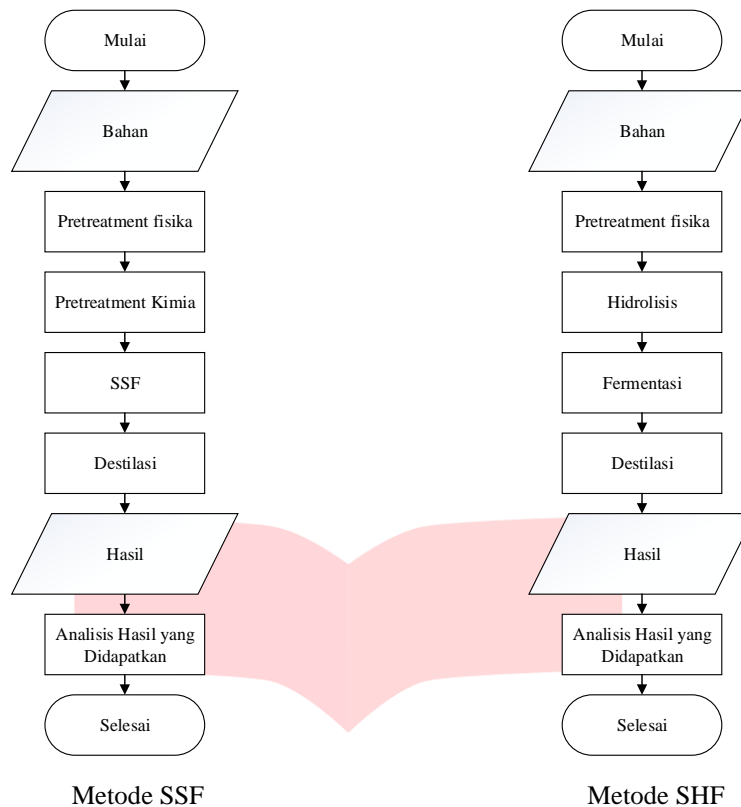 Mulai
Bahan
Pretreatment fisika
Pretreatment Kimia
SSF
Destilasi
Hasil
Analisis Hasil yang
Didapatkan
Selesai
Metode SSF
Mulai
Bahan
Pretreatment fisika
Hidrolisis
Fermentasi
Destilasi
Hasil
Analisis Hasil yang
Didapatkan
Selesai
Metode SHF